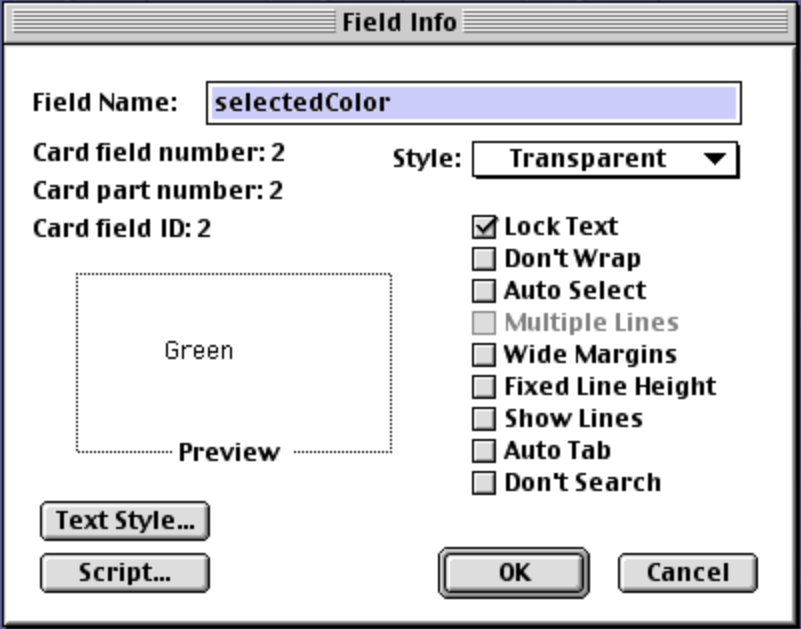 Field Info
Field Name: selectedColor
Card field number: 2
Style: Transparent
Card part number: 2
Card field ID: 2
Lock Text
Don't Wrap
Auto Select
Multiple Lines
Wide Margins
Fixed Line Height
Show Lines
Auto Tab
Don't Search
Green
Preview
Text Style...
Script...
OK
Cancel